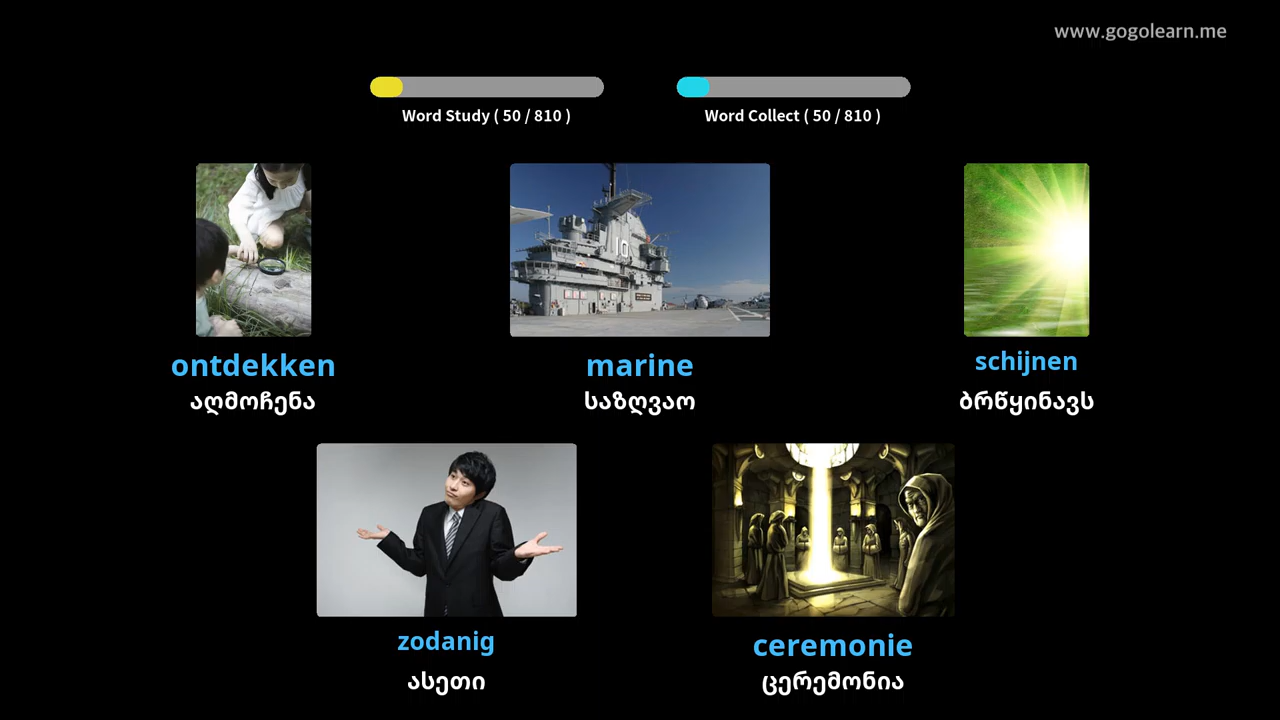 www.gogolearn.me
Word Study ( 50 / 810 )
Word Collect ( 50 / 810 )
10
ontdekken
აღმოჩენა
marine
საზღვაო
schijnen
ბრწყინავს
zodanig
ასეთი
ceremonie
ცერემონია